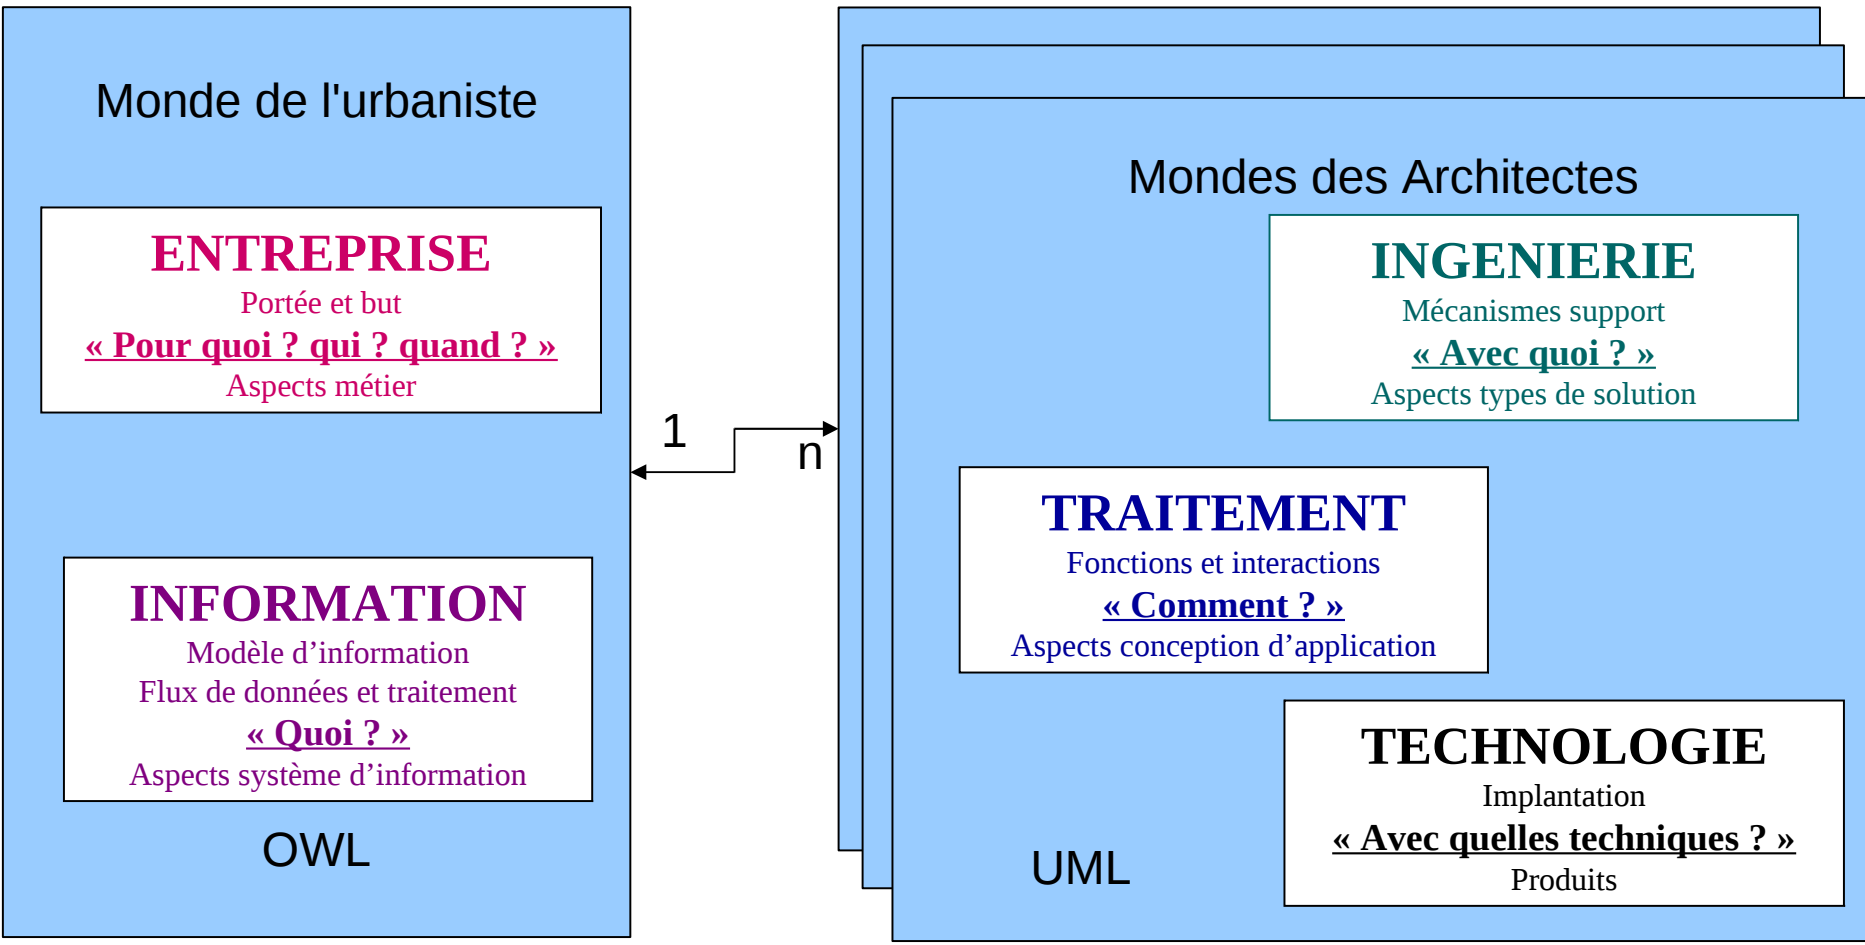 Monde de l'urbaniste
ENTREPRISE
Portée et but
« Pour quoi ? qui ? quand ? »
Aspects métier
INFORMATION
Modèle d’information
Flux de données et traitement
« Quoi ? »
Aspects système d’information
OWL
1
n
Mondes des Architectes
INGENIERIE
Mécanismes support
« Avec quoi ? »
Aspects types de solution
TRAITEMENT
Fonctions et interactions
« Comment ? »
Aspects conception d’application
TECHNOLOGIE
Implantation
« Avec quelles techniques ? »
Produits
UML